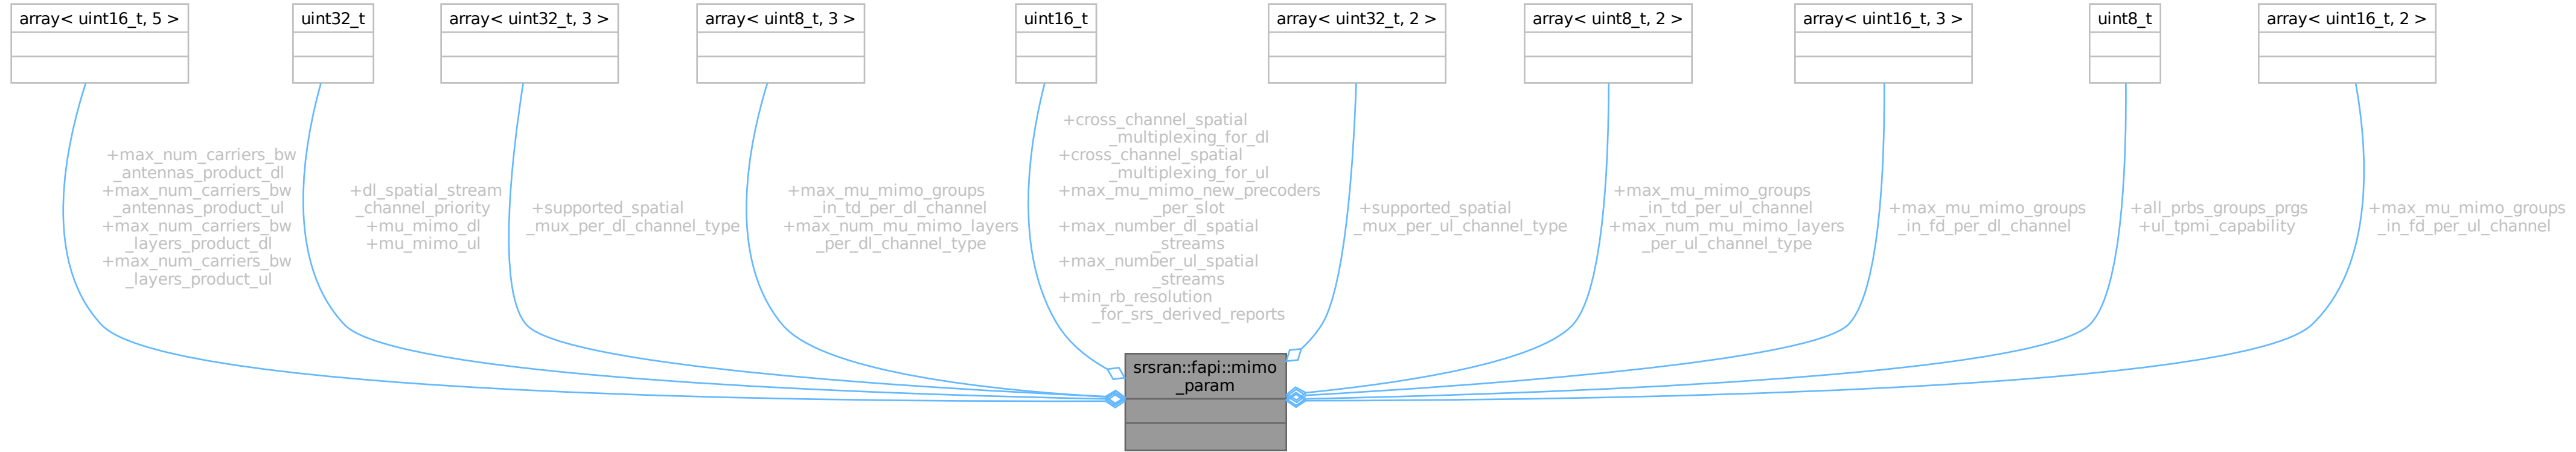 array< uint16_t, 5 >
uint32_t
array< uint32_t, 3 >
array< uint8_t, 3 >
uint16_t
array< uint32_t, 2 >
array< uint8_t, 2 >
array< uint16_t, 3 >
uint8_t
array< uint16_t, 2 >
+max_num_carriers_bw
_antennas_product_dl
+max_num_carriers_bw
_antennas_product_ul
+max_num_carriers_bw
_layers_product_dl
+max_num_carriers_bw
_layers_product_ul
+dl_spatial_stream
_channel_priority
+mu_mimo_dl
+mu_mimo_ul
+supported_spatial
_mux_per_dl_channel_type
+max_mu_mimo_groups
_in_td_per_dl_channel
+max_num_mu_mimo_layers
_per_dl_channel_type
+cross_channel_spatial
_multiplexing_for_dl
+cross_channel_spatial
_multiplexing_for_ul
+max_mu_mimo_new_precoders
_per_slot
+max_number_dl_spatial
_streams
+max_number_ul_spatial
_streams
+min_rb_resolution
_for_srs_derived_reports
+supported_spatial
_mux_per_ul_channel_type
+max_mu_mimo_groups
_in_td_per_ul_channel
+max_num_mu_mimo_layers
_per_ul_channel_type
+max_mu_mimo_groups
_in_fd_per_dl_channel
+all_prbs_groups_prgs
+ul_tpmi_capability
+max_mu_mimo_groups
_in_fd_per_ul_channel
srsran::fapi::mimo
_param